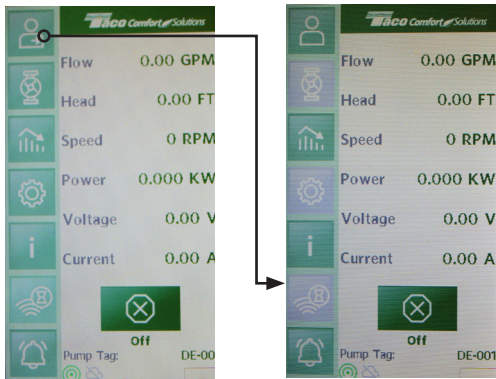 Taco Comfort Solutions
Flow 0.00 GPM
Head 0.00 FT
Speed 0 RPM
Power 0.000 KW
Voltage 0.00 V
Current 0.00 A
Off
Pump Tag: DE-00
Taco Comfort Solutions
Flow 0.00 GPM
Head 0.00 FT
Speed 0 RPM
Power 0.000 KW
Voltage 0.00 V
Current 0.00 A
Off
Pump Tag: DE-001